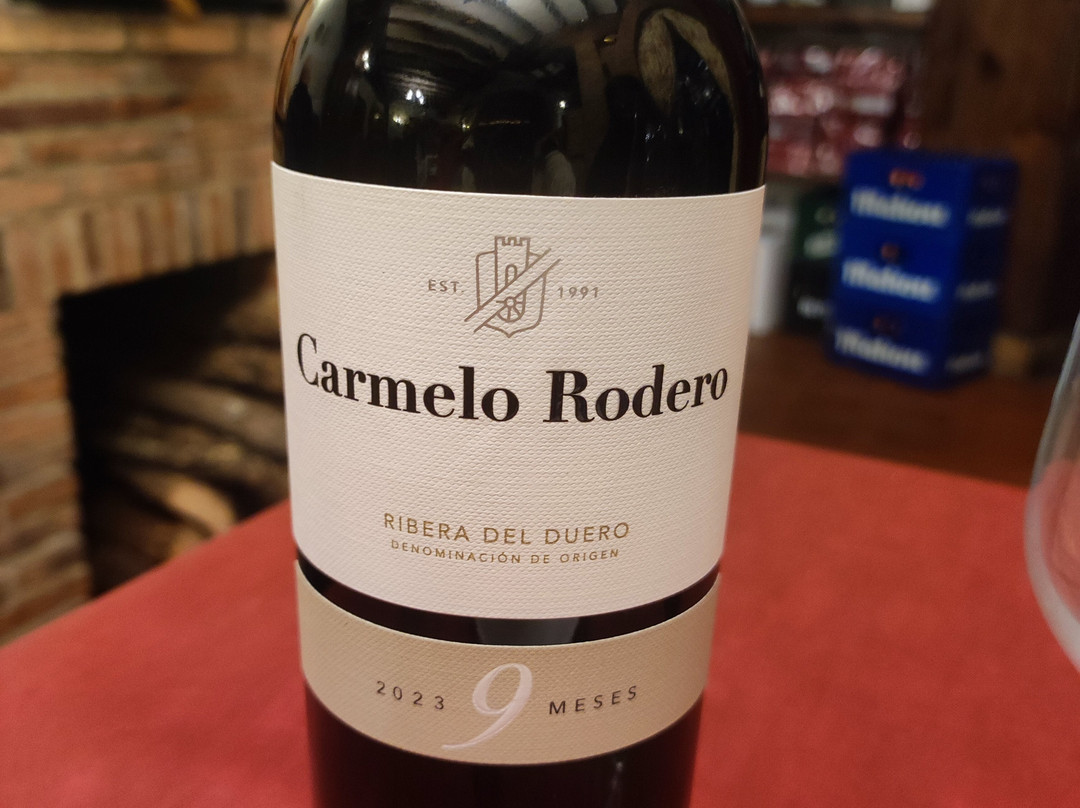 EST. 1991
Carmelo Rodero
RIBERA DEL DUERO
DENOMINACIÓN DE ORIGEN
2023 9 MESES